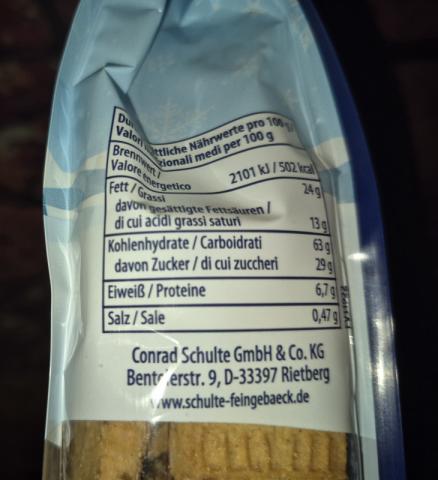 Durchschnittliche Nährwerte pro 100 g /
Valori nutrizionali medi per 100 g
Brennwert /
Valore energetico 2101 kJ / 502 kcal
Fett / Grassi 24 g
davon gesättigte Fettsäuren /
di cui acidi grassi saturi 13 g
Kohlenhydrate / Carboidrati 63 g
davon Zucker / di cui zuccheri 29 g
Eiweiß / Proteine 6,7 g
Salz / Sale 0,47 g
Conrad Schulte GmbH & Co. KG
Bentelerstr. 9, D-33397 Rietberg
www.schulte-feingebaeck.de